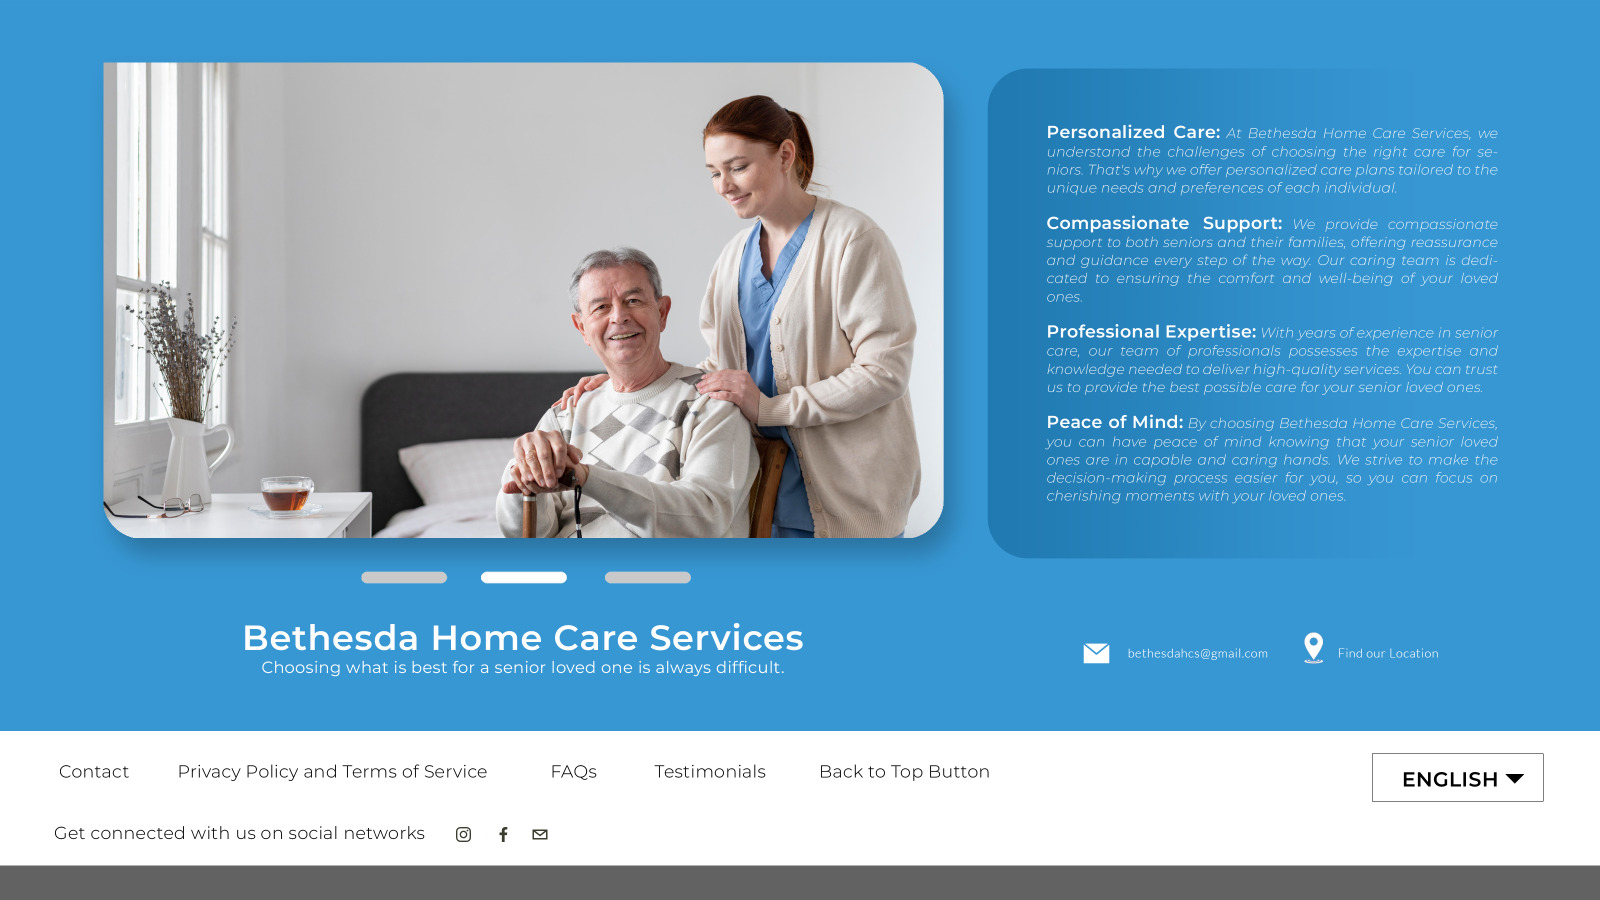 Personalized Care: At Bethesda Home Care Services, we
understand the challenges of choosing the right care for se-
niors. That's why we offer personalized care plans tailored to the
unique needs and preferences of each individual.
Compassionate Support: We provide compassionate
support to both seniors and their families, offering reassurance
and guidance every step of the way. Our caring team is dedi-
cated to ensuring the comfort and well-being of your loved
ones.
Professional Expertise: With years of experience in senior
care, our team of professionals possesses the expertise and
knowledge needed to deliver high-quality services. You can trust
us to provide the best possible care for your senior loved ones.
Peace of Mind: By choosing Bethesda Home Care Services,
you can have peace of mind knowing that your senior loved
ones are in capable and caring hands. We strive to make the
decision-making process easier for you, so you can focus on
cherishing moments with your loved ones.
Bethesda Home Care Services
Choosing what is best for a senior loved one is always difficult.
bethesdahcs@gmail.com
Find our Location
Contact
Privacy Policy and Terms of Service
FAQs
Testimonials
Back to Top Button
ENGLISH
Get connected with us on social networks